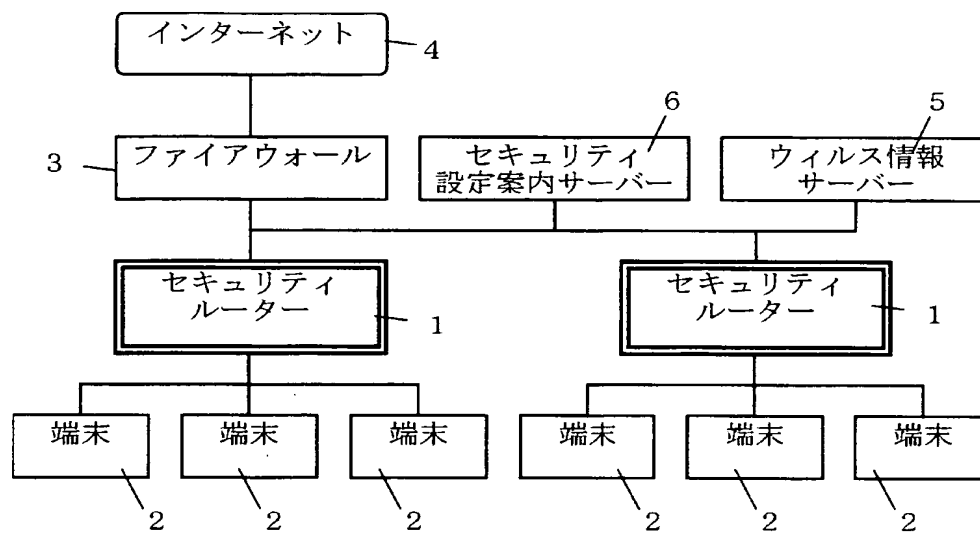 インターネット
4
3
ファイアウォール
6
セキュリティ
設定案内サーバー
5
ウィルス情報
サーバー
セキュリティ
ルーター
1
セキュリティ
ルーター
1
端末
端末
端末
端末
端末
端末
2
2
2
2
2
2